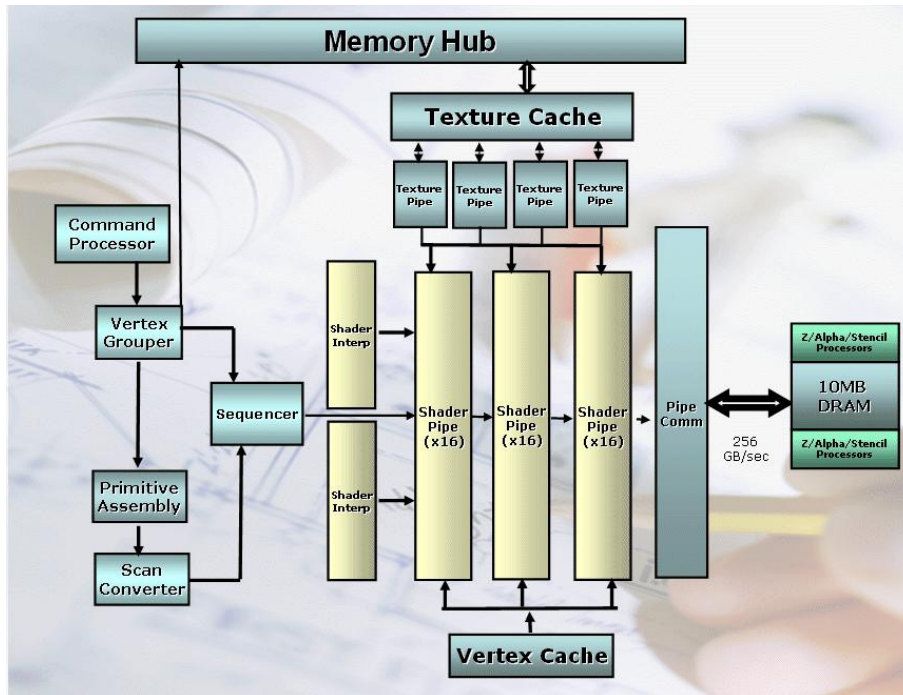 Memory Hub
Texture Cache
Texture
Pipe
Texture
Pipe
Texture
Pipe
Texture
Pipe
Command
Processor
Vertex
Grouper
Sequencer
Primitive
Assembly
Scan
Converter
Shader
Interp
Shader
Interp
Shader
Pipe
(x16)
Shader
Pipe
(x16)
Shader
Pipe
(x16)
Pipe
Comm
256
GB/sec
Z/Alpha/Stencil
Processors
10MB
DRAM
Z/Alpha/Stencil
Processors
Vertex Cache